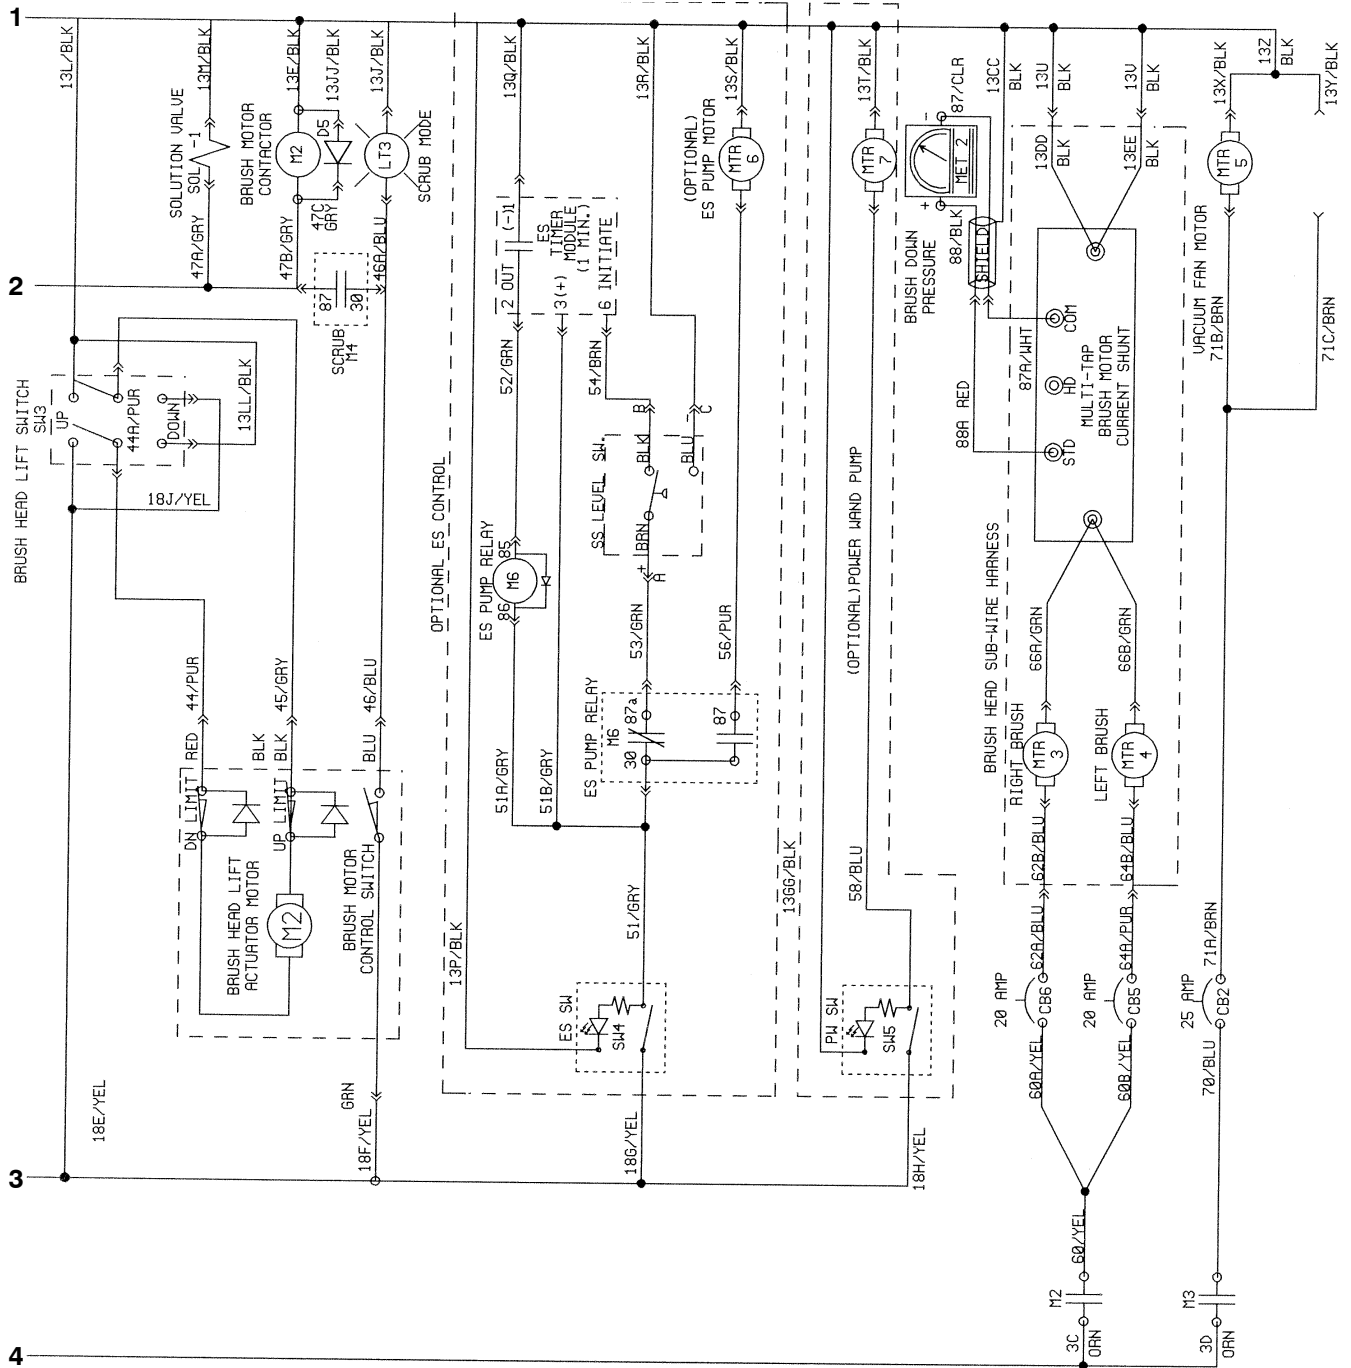 1
2
3
4
13L/BLK
13M/BLK
13E/BLK
13JJ/BLK
13J/BLK
SOLUTION VALVE
SOL -1
47A/GRY
BRUSH MOTOR
CONTACTOR
M2
D5
47C
GRY
47B/GRY
LT3
SCRUB MODE
46A/BLU
87
30
SCRUB
M4
BRUSH HEAD LIFT SWITCH
SW3
UP
44A/PUR
DOWN
13LL/BLK
18J/YEL
44/PUR
45/GRY
46/BLU
RED
BLK
BLK
BLU
DN LIMIT
UP LIMIT
BRUSH HEAD LIFT
ACTUATOR MOTOR
M2
BRUSH MOTOR
CONTROL SWITCH
GRN
18E/YEL
18F/YEL
OPTIONAL ES CONTROL
13Q/BLK
13R/BLK
13S/BLK
(-)1
ES
TIMER
MODULE
(1 MIN.)
2 OUT
3(+)
6 INITIATE
52/GRN
54/BRN
(OPTIONAL)
ES PUMP MOTOR
MTR
6
B
C
BLK
BLU
SS LEVEL SW.
BRN
+
A
ES PUMP RELAY
85
M6
86
53/GRN
56/PUR
ES PUMP RELAY
M6
87a
30
87
51A/GRY
51B/GRY
51/GRY
13P/BLK
ES SW
SW4
18G/YEL
13GG/BLK
13T/BLK
MTR
7
(OPTIONAL)POWER WAND PUMP
58/BLU
PW SW
SW5
18H/YEL
87/CLR
-
MET 2
+
88/BLK
SHIELD
BRUSH DOWN
PRESSURE
13CC
BLK
13U
BLK
13V
BLK
13DD
BLK
13EE
BLK
87A/WHT
88A RED
COM
HD
STD
MULTI-TAP
BRUSH MOTOR
CURRENT SHUNT
BRUSH HEAD SUB-WIRE HARNESS
66A/GRN
66B/GRN
RIGHT BRUSH
MTR
3
LEFT BRUSH
MTR
4
62B/BLU
64B/BLU
62A/BLU
64A/PUR
20 AMP
CB6
20 AMP
CB5
60A/YEL
60B/YEL
60/YEL
M2
3C
ORN
13Z
BLK
13X/BLK
13Y/BLK
MTR
5
VACUUM FAN MOTOR
71B/BRN
71C/BRN
71A/BRN
25 AMP
CB2
70/BLU
M3
3D
ORN